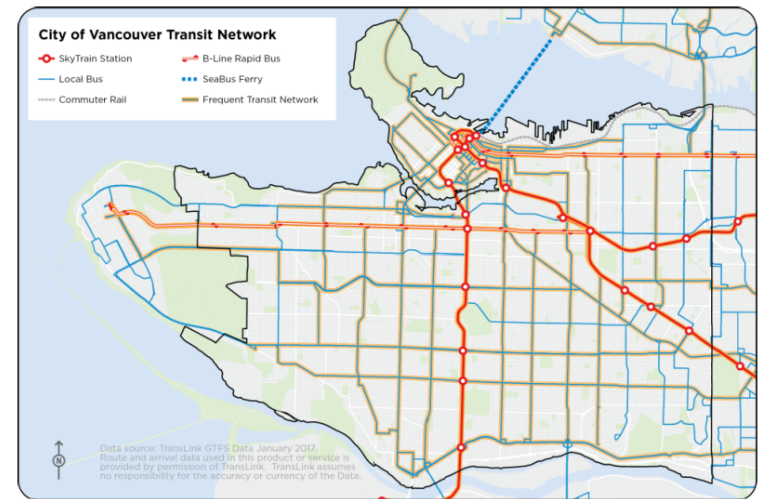 City of Vancouver Transit Network
SkyTrain Station
B-Line Rapid Bus
Local Bus
SeaBus Ferry
Commuter Rail
Frequent Transit Network
N
Data source: TransLink GTFS Data January 2017.
Route and arrival data used in this product or service is
provided by permission of TransLink. TransLink assumes
no responsibility for the accuracy or currency of the Data.